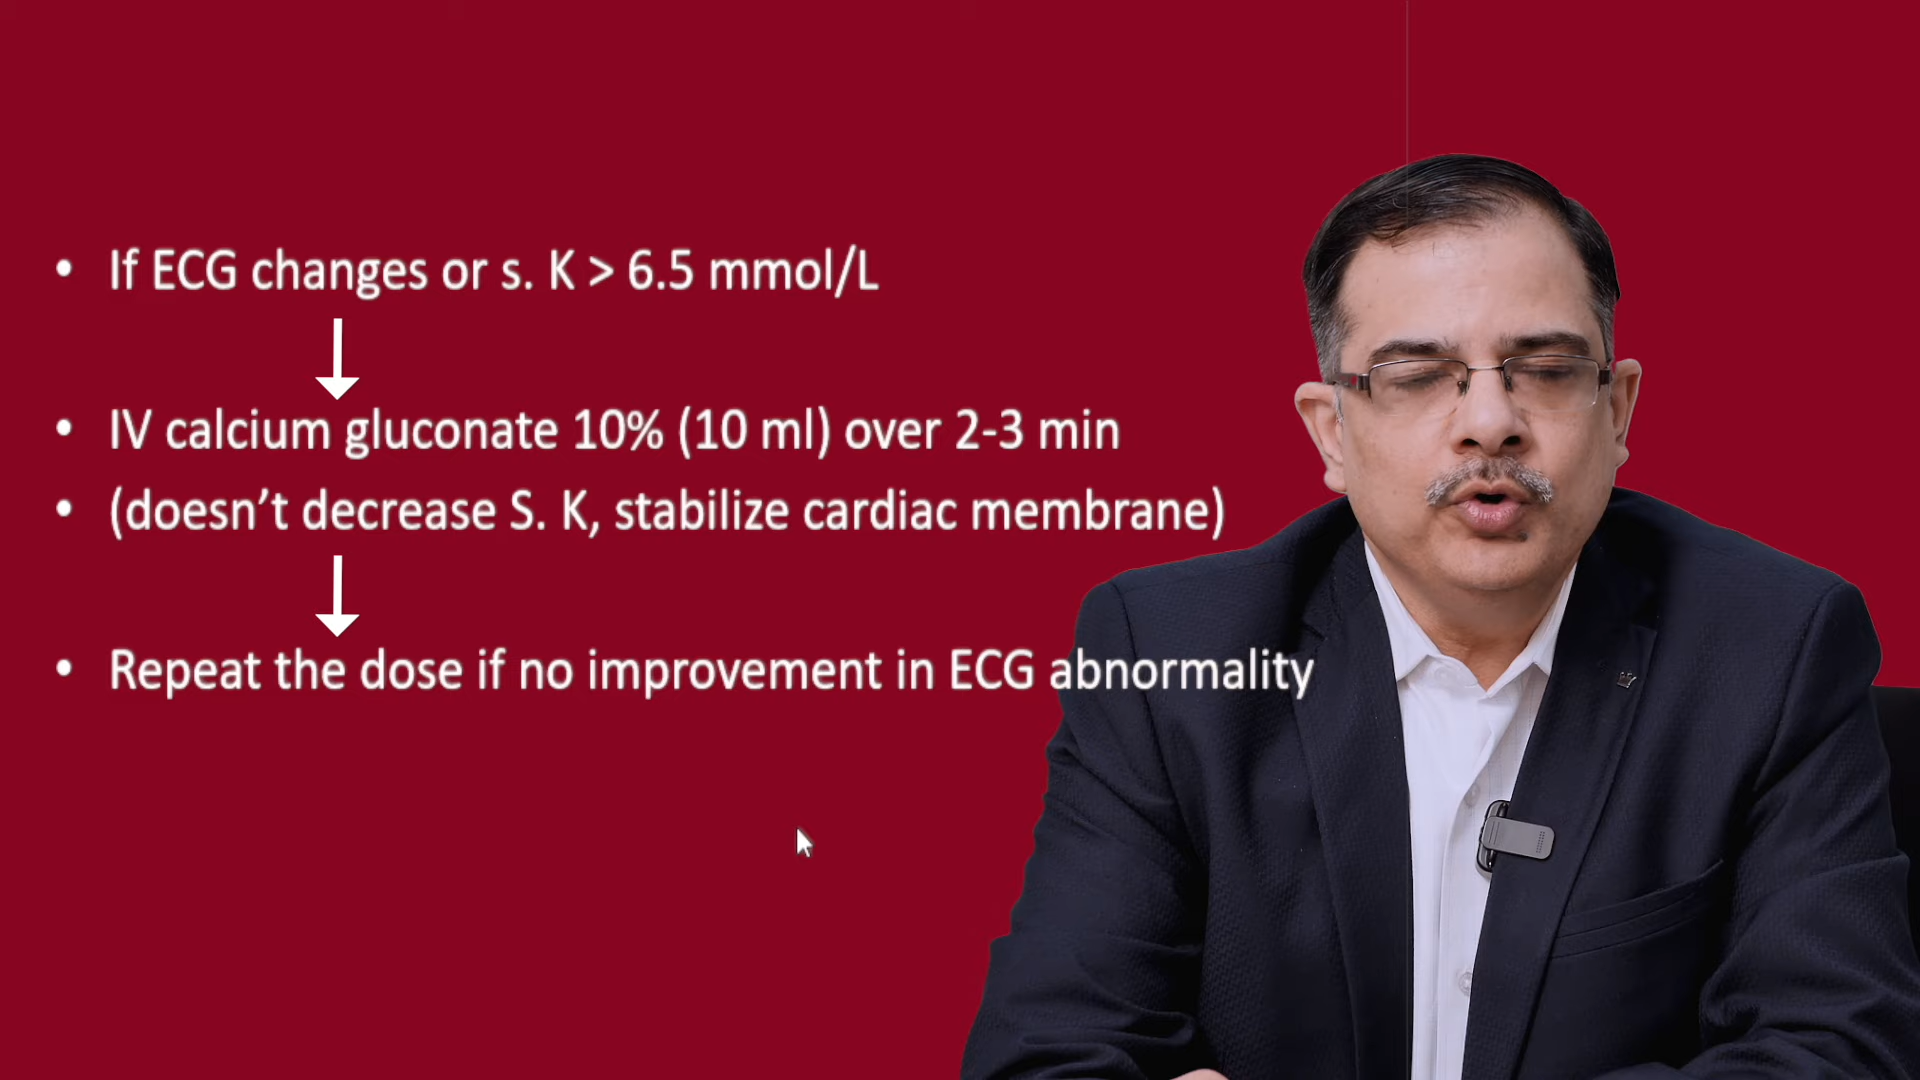 • If ECG changes or s. K > 6.5 mmol/L
• IV calcium gluconate 10% (10 ml) over 2-3 min
• (doesn’t decrease S. K, stabilize cardiac membrane)
• Repeat the dose if no improvement in ECG abnormality